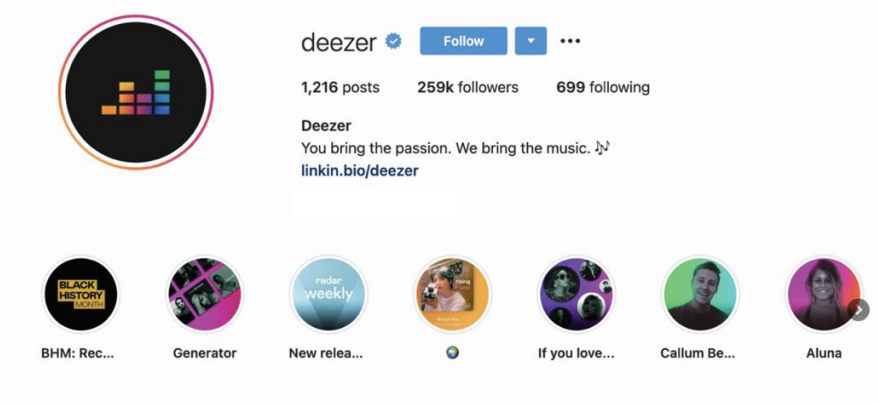 deezer
Follow
1,216 posts 259k followers 699 following
Deezer
You bring the passion. We bring the music. 🎶
linkin.bio/deezer
BLACK
HISTORY
MONTH
radar
weekly
rising
BHM: Rec...
Generator
New relea...
🌍
If you love...
Callum Be...
Aluna